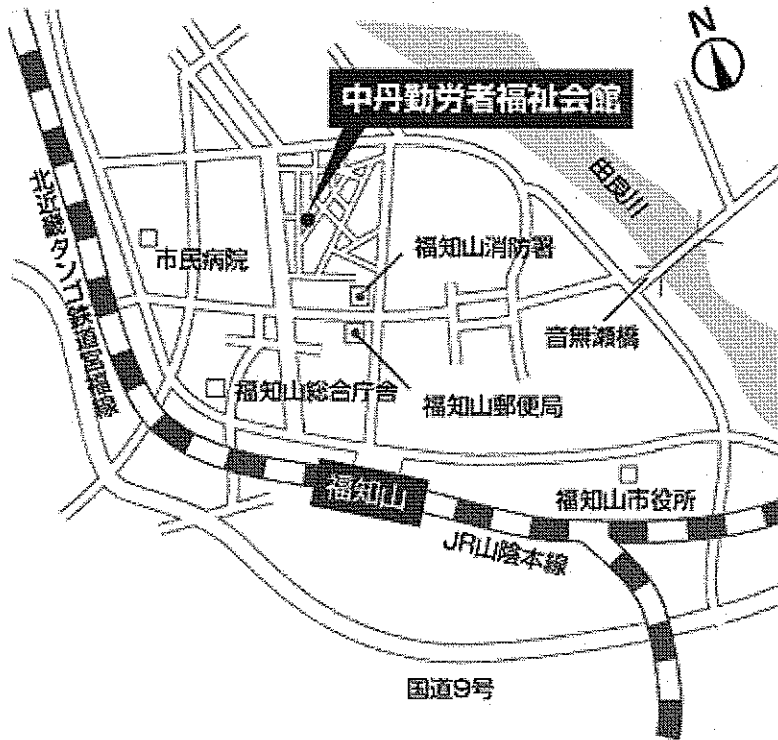 N
中丹勤労者福祉会館
由良川
北近畿タンゴ鉄道宮福線
市民病院
福知山消防署
音無瀬橋
福知山総合庁舎
福知山郵便局
福知山
福知山市役所
JR山陰本線
国道9号